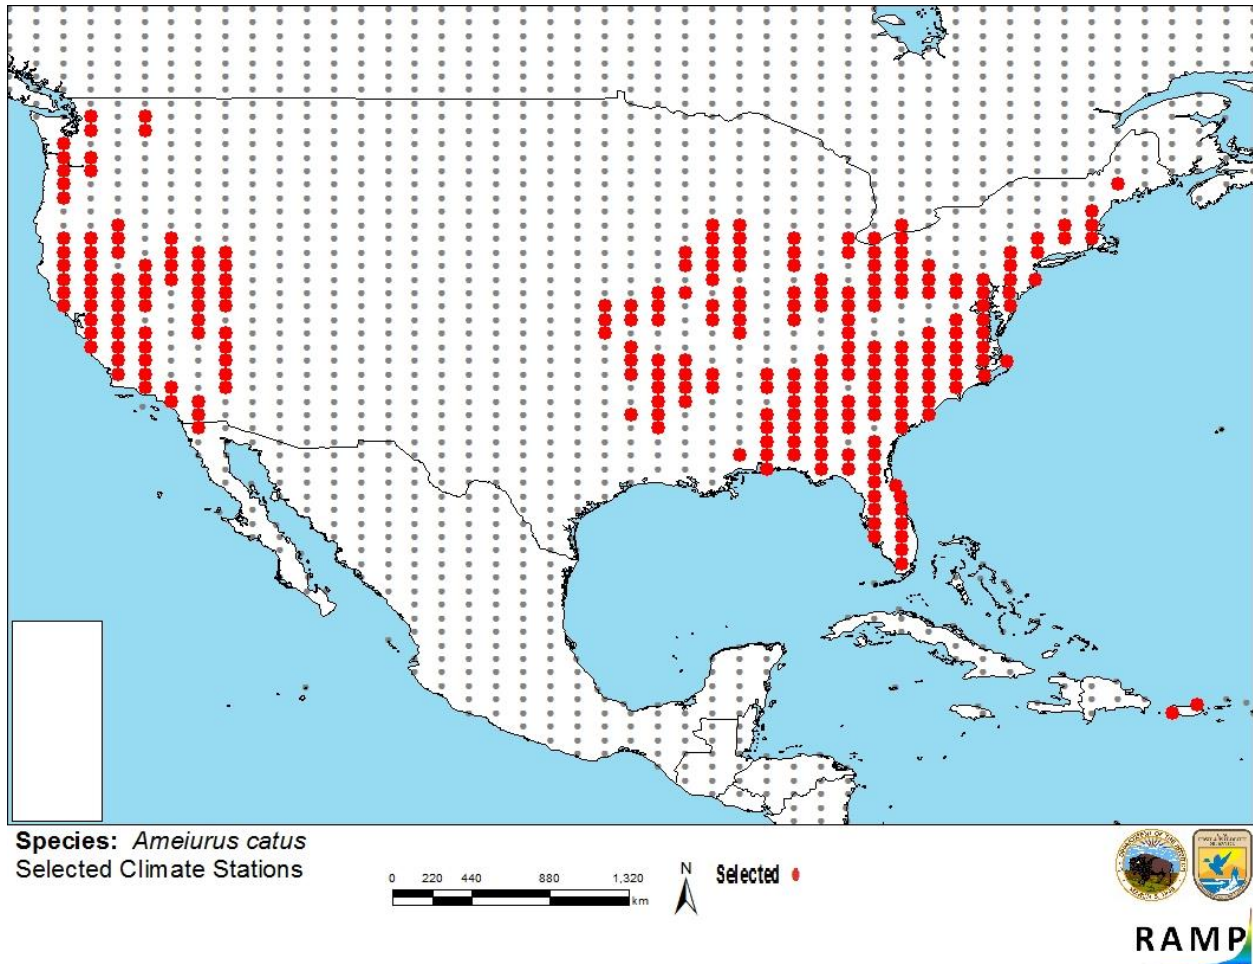 Species: Ameiurus catus
Selected Climate Stations
0 220 440 880 1,320
km
N
Selected
RAMP